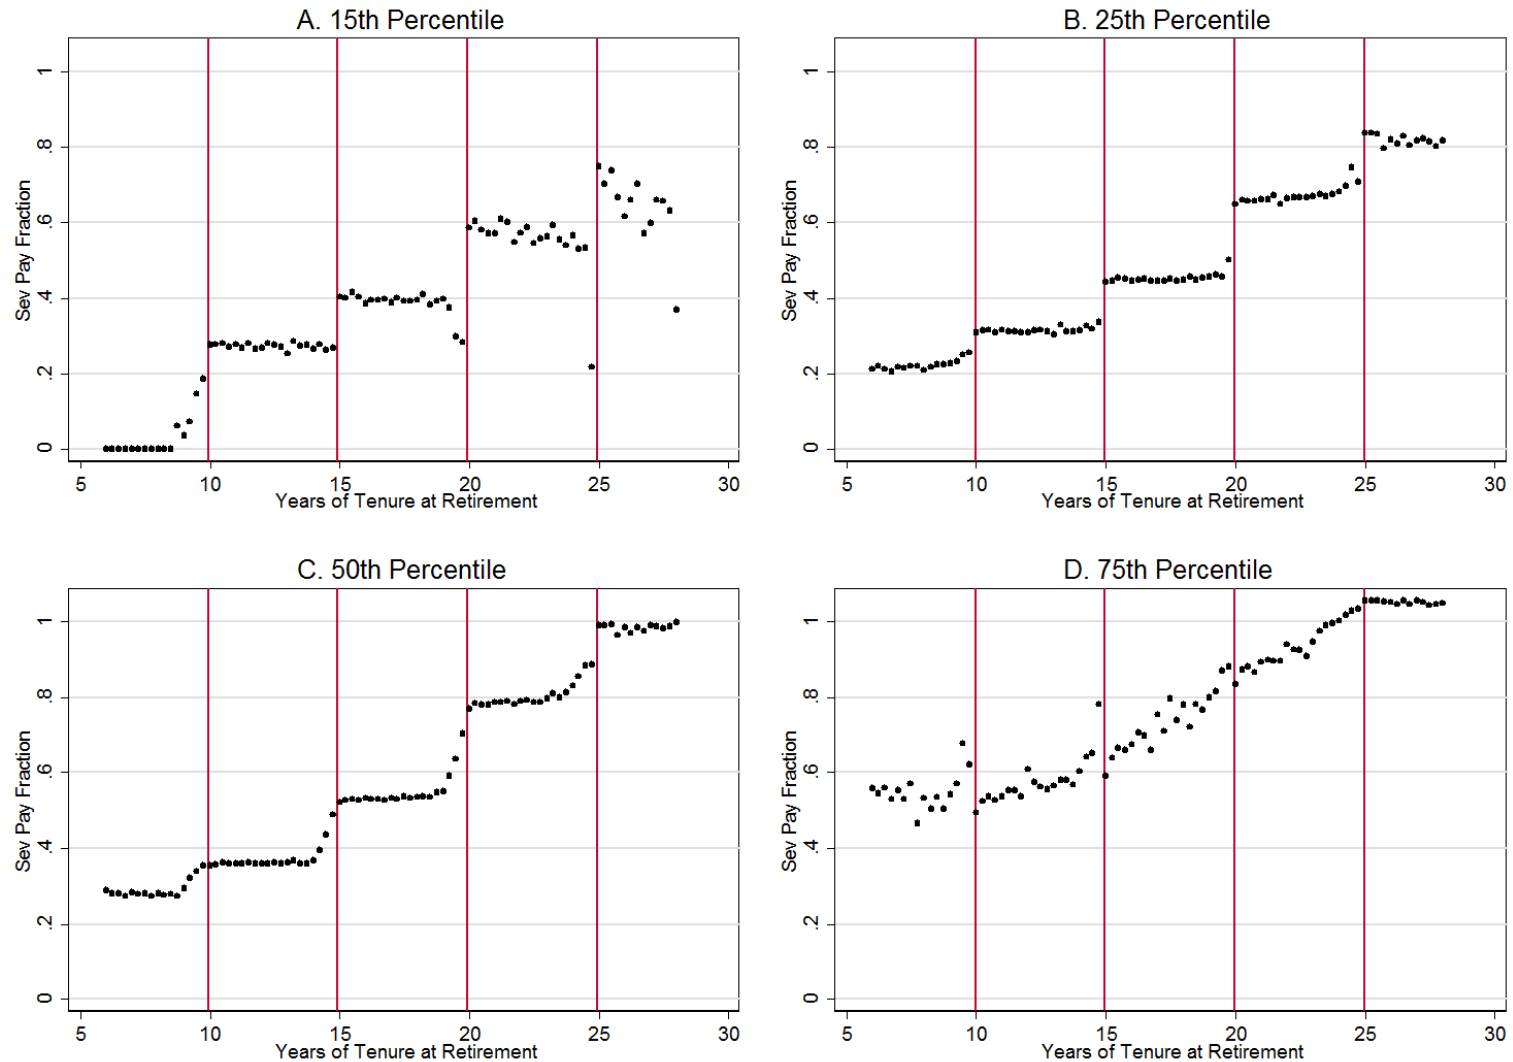 A. 15th Percentile
Sev Pay Fraction
1
.8
.6
.4
.2
0
5 10 15 20 25 30
Years of Tenure at Retirement
B. 25th Percentile
Sev Pay Fraction
1
.8
.6
.4
.2
0
5 10 15 20 25 30
Years of Tenure at Retirement
C. 50th Percentile
Sev Pay Fraction
1
.8
.6
.4
.2
0
5 10 15 20 25 30
Years of Tenure at Retirement
D. 75th Percentile
Sev Pay Fraction
1
.8
.6
.4
.2
0
5 10 15 20 25 30
Years of Tenure at Retirement